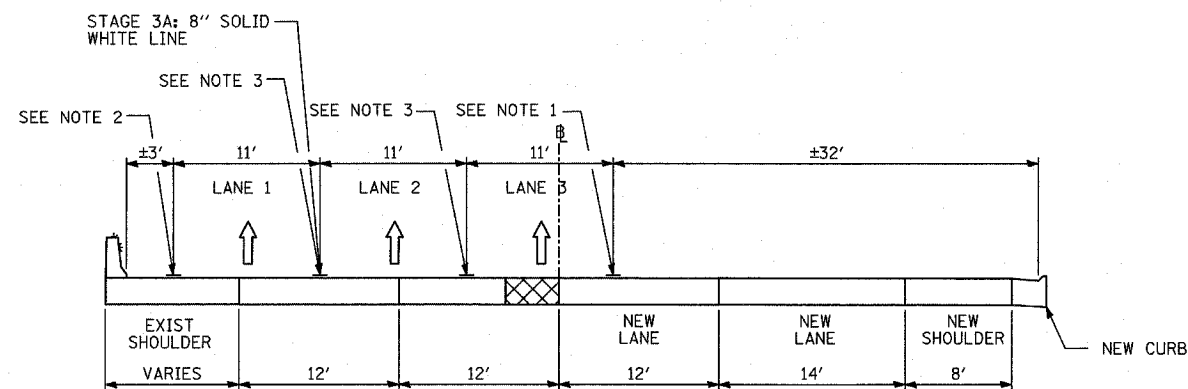 STAGE 3A: 8" SOLID
WHITE LINE
SEE NOTE 3
SEE NOTE 2
SEE NOTE 3
SEE NOTE 1
B
L
±3'
11'
11'
11'
±32'
LANE 1
LANE 2
LANE 3
EXIST
SHOULDER
NEW
LANE
NEW
LANE
NEW
SHOULDER
NEW CURB
VARIES
12'
12'
12'
14'
8'